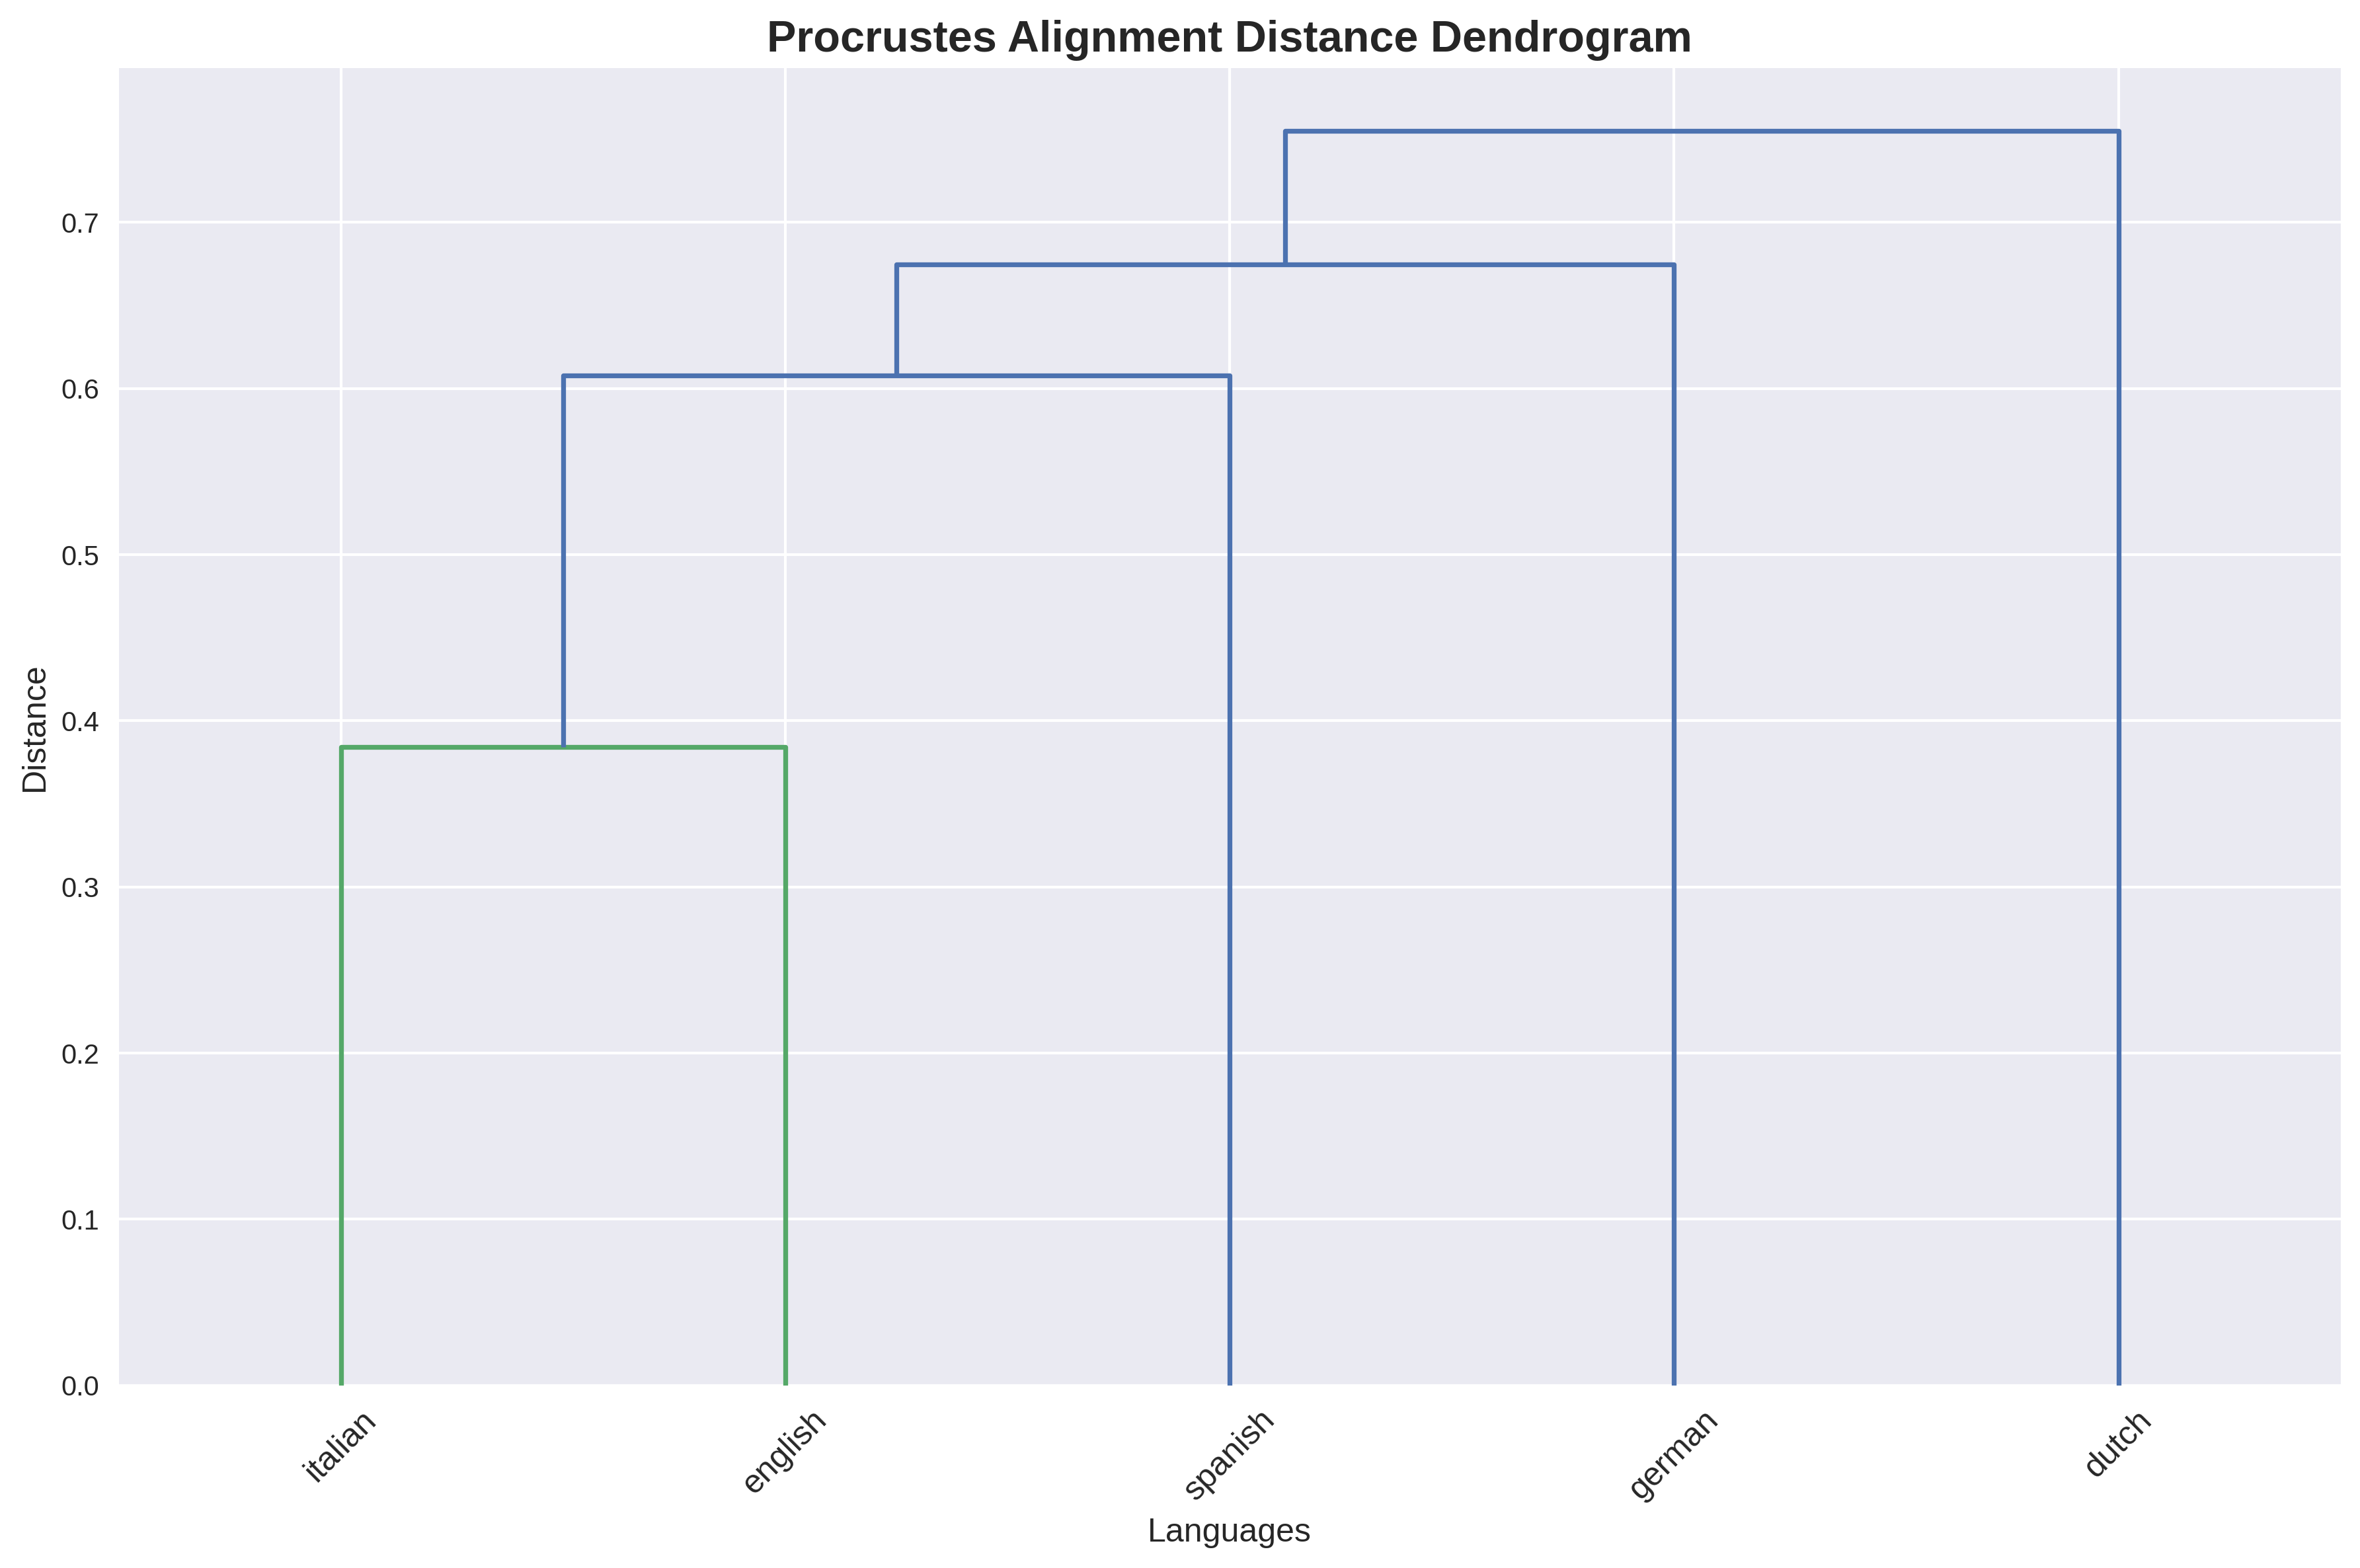 Procrustes Alignment Distance Dendrogram
Distance
0.7
0.6
0.5
0.4
0.3
0.2
0.1
0.0
italian
english
spanish
german
dutch
Languages